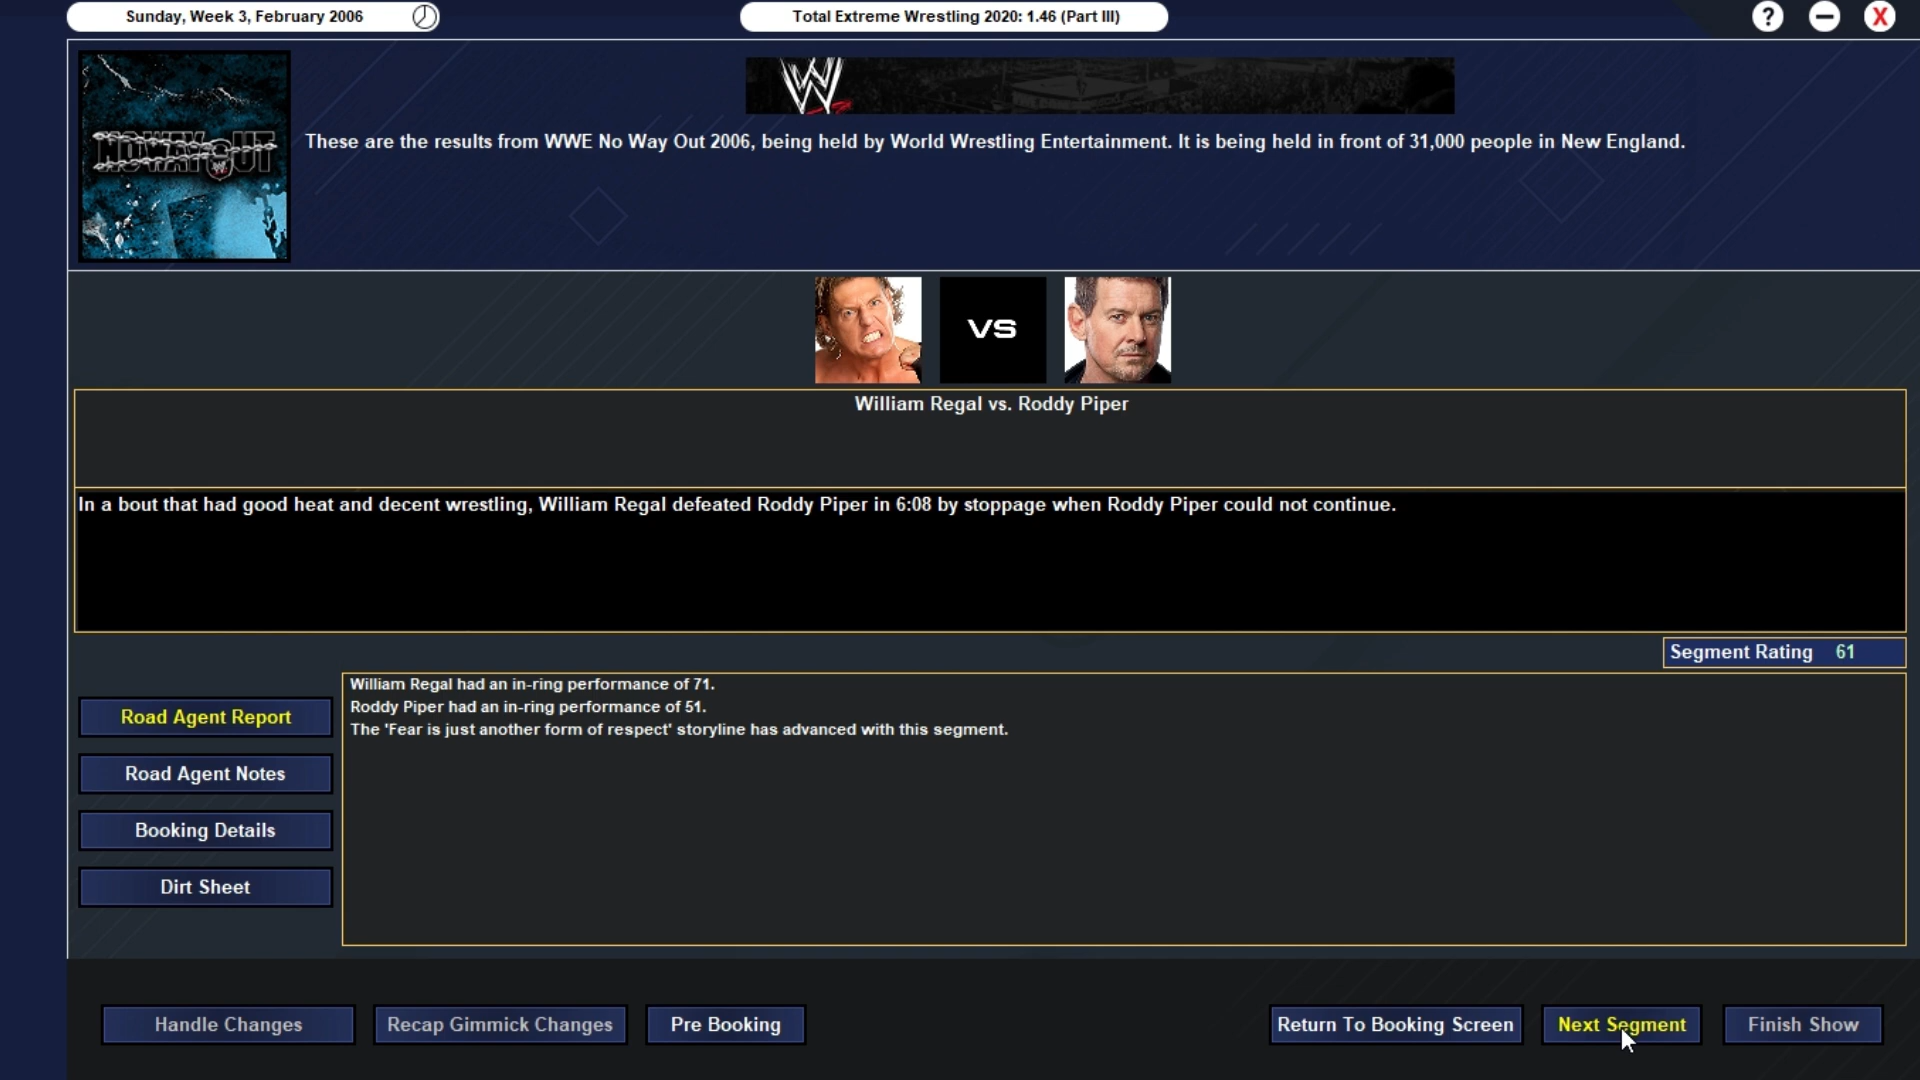 Sunday, Week 3, February 2006
Total Extreme Wrestling 2020: 1.46 (Part III)
?
X
W
NO WAY OUT
These are the results from WWE No Way Out 2006, being held by World Wrestling Entertainment. It is being held in front of 31,000 people in New England.
VS
William Regal vs. Roddy Piper
In a bout that had good heat and decent wrestling, William Regal defeated Roddy Piper in 6:08 by stoppage when Roddy Piper could not continue.
Segment Rating 61
William Regal had an in-ring performance of 71.
Roddy Piper had an in-ring performance of 51.
The 'Fear is just another form of respect' storyline has advanced with this segment.
Road Agent Report
Road Agent Notes
Booking Details
Dirt Sheet
Handle Changes
Recap Gimmick Changes
Pre Booking
Return To Booking Screen
Next Segment
Finish Show